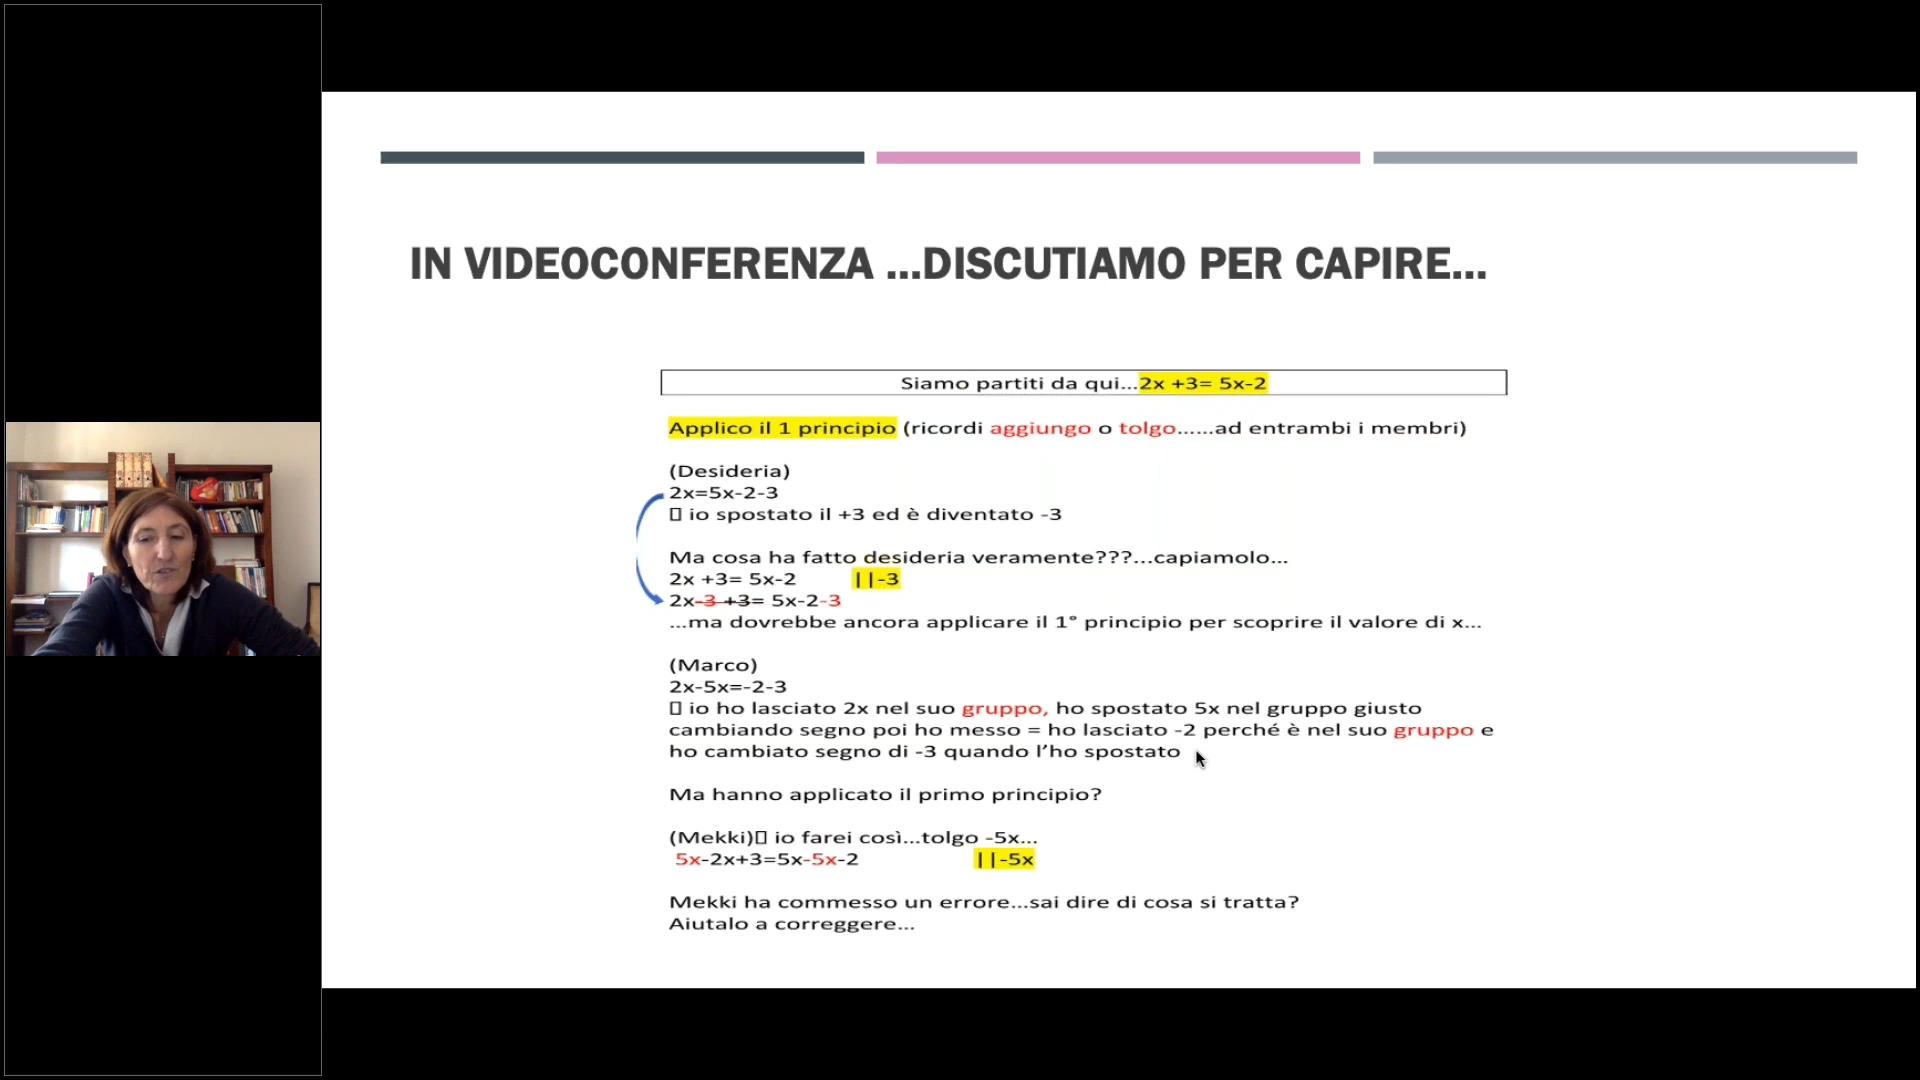 IN VIDEOCONFERENZA ...DISCUTIAMO PER CAPIRE...
Siamo partiti da qui...2x +3= 5x-2
Applico il 1 principio (ricordi aggiungo o tolgo......ad entrambi i membri)
(Desideria)
2x=5x-2-3
io spostato il +3 ed è diventato -3
Ma cosa ha fatto desideria veramente???...capiamolo...
2x +3= 5x-2 ||-3
2x-3 +3= 5x-2-3
...ma dovrebbe ancora applicare il 1° principio per scoprire il valore di x...
(Marco)
2x-5x=-2-3
io ho lasciato 2x nel suo gruppo, ho spostato 5x nel gruppo giusto
cambiando segno poi ho messo = ho lasciato -2 perché è nel suo gruppo e
ho cambiato segno di -3 quando l’ho spostato
Ma hanno applicato il primo principio?
(Mekki) io farei così...tolgo -5x...
5x-2x+3=5x-5x-2 ||-5x
Mekki ha commesso un errore...sai dire di cosa si tratta?
Aiutalo a correggere...